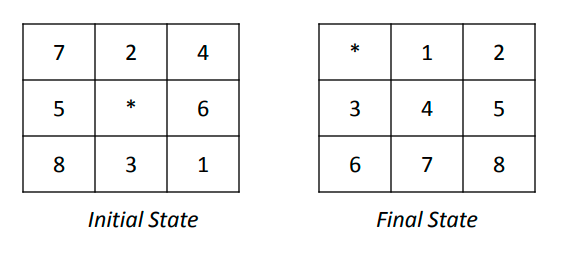 7 2 4
5 * 6
8 3 1
Initial State
* 1 2
3 4 5
6 7 8
Final State